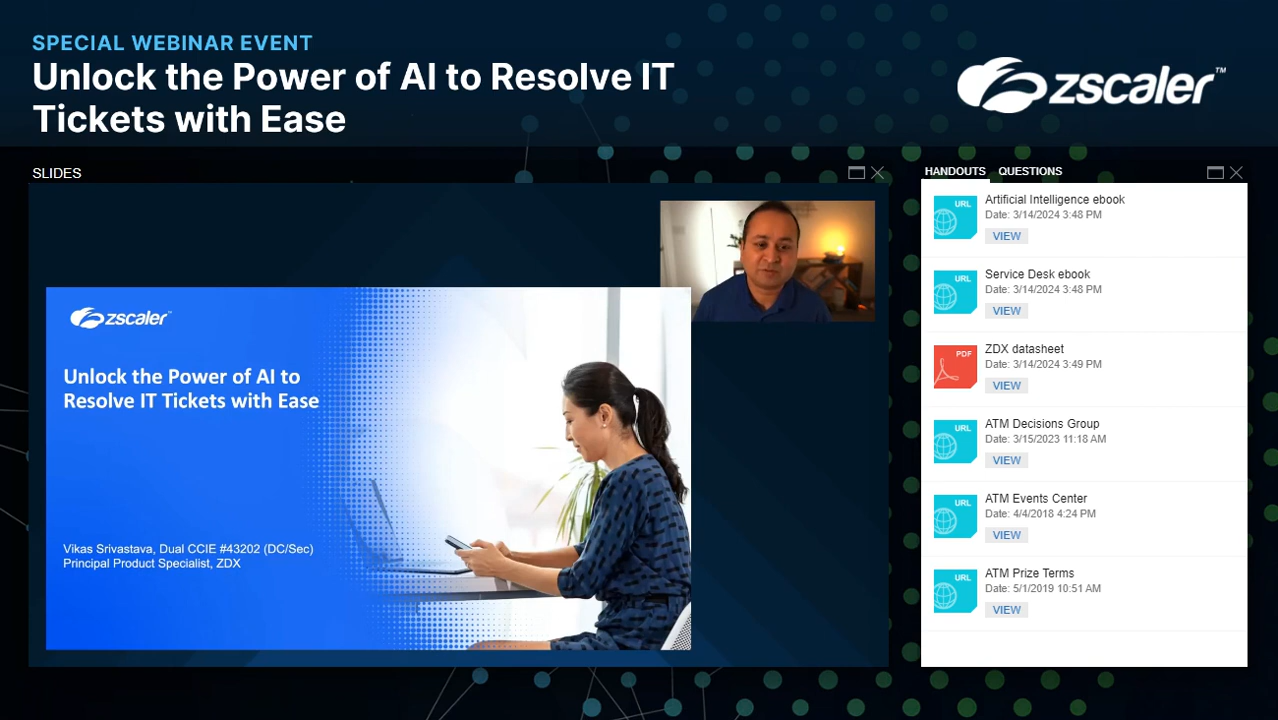 SPECIAL WEBINAR EVENT
Unlock the Power of AI to Resolve IT
Tickets with Ease
zscaler™
SLIDES
zscaler™
Unlock the Power of AI to
Resolve IT Tickets with Ease
Vikas Srivastava, Dual CCIE #43202 (DC/Sec)
Principal Product Specialist, ZDX
HANDOUTS QUESTIONS
URL
Artificial Intelligence ebook
Date: 3/14/2024 3:48 PM
VIEW
URL
Service Desk ebook
Date: 3/14/2024 3:48 PM
VIEW
PDF
ZDX datasheet
Date: 3/14/2024 3:49 PM
VIEW
URL
ATM Decisions Group
Date: 3/15/2023 11:18 AM
VIEW
URL
ATM Events Center
Date: 4/4/2018 4:24 PM
VIEW
URL
ATM Prize Terms
Date: 5/1/2019 10:51 AM
VIEW